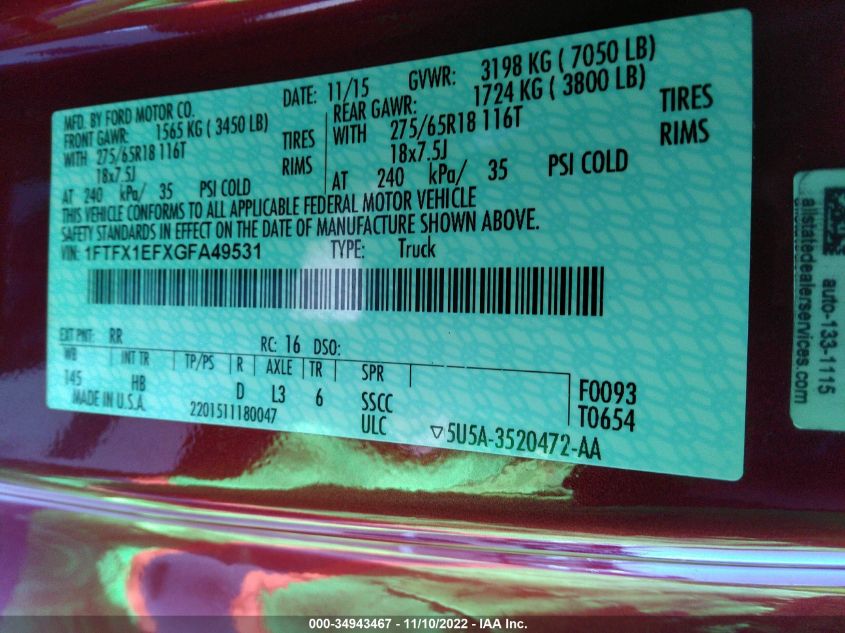 MFD. BY FORD MOTOR CO.
DATE: 11/15
GVWR: 3198 KG ( 7050 LB)
FRONT GAWR: 1565 KG ( 3450 LB)
REAR GAWR: 1724 KG ( 3800 LB)
WITH 275/65R18 116T TIRES
WITH 275/65R18 116T TIRES
18x7.5J RIMS
18x7.5J RIMS
AT 240 kPa/ 35 PSI COLD
AT 240 kPa/ 35 PSI COLD
THIS VEHICLE CONFORMS TO ALL APPLICABLE FEDERAL MOTOR VEHICLE
SAFETY STANDARDS IN EFFECT ON THE DATE OF MANUFACTURE SHOWN ABOVE.
VIN: 1FTFX1EFXGFA49531
TYPE: Truck
EXT PNT: RR
RC: 16 DSO:
WB INT TR TP/PS R AXLE TR SPR
145 HB D L3 6 SSCC
F0093
MADE IN U.S.A.
2201511180047
ULC
T0654
▽5U5A-3520472-AA
auto-133-1115
allstatedealerservices.com
000-34943467 - 11/10/2022 - IAA Inc.